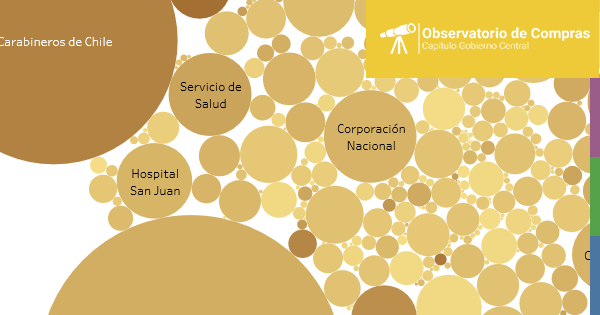 Carabineros de Chile
Observatorio de Compras
Capítulo Gobierno Central
Servicio de
Salud
Corporación
Nacional
Hospital
San Juan